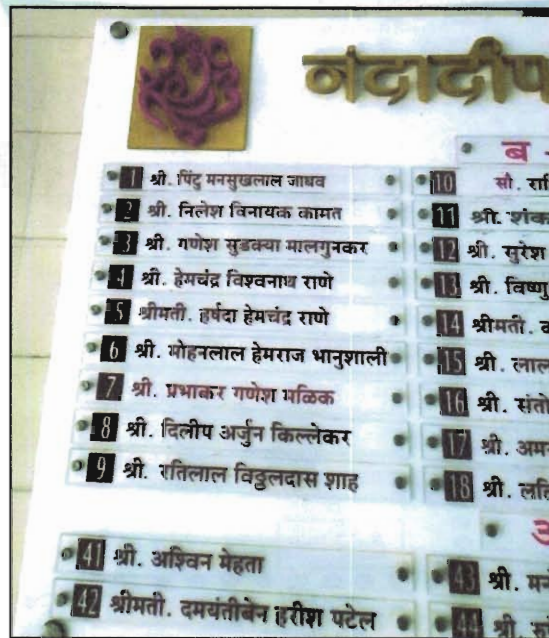 नंदादीप
ब
1 श्री. पिंटु मनसुखलाल जाधव
2 श्री. निलेश विनायक कामत
3 श्री. गणेश सुडक्या मालगुनकर
4 श्री. हेमचंद्र विश्वनाथ राणे
5 श्रीमती. हर्षदा हेमचंद्र राणे
6 श्री. मोहनलाल हेमराज भानुशाली
7 श्री. प्रभाकर गणेश मळिक
8 श्री. दिलीप अर्जुन किल्लेकर
9 श्री. रतिलाल विठ्ठलदास शाह
10 सौ.
11 श्री.
12 श्री. सुरेश
13 श्री. विष्णु
14 श्रीमती.
15 श्री.
16 श्री.
17 श्री.
18 श्री.
41 श्री. अश्विन मेहता
42 श्रीमती. दमयंतीबेन हरीश पटेल
43 श्री.
44 श्री.